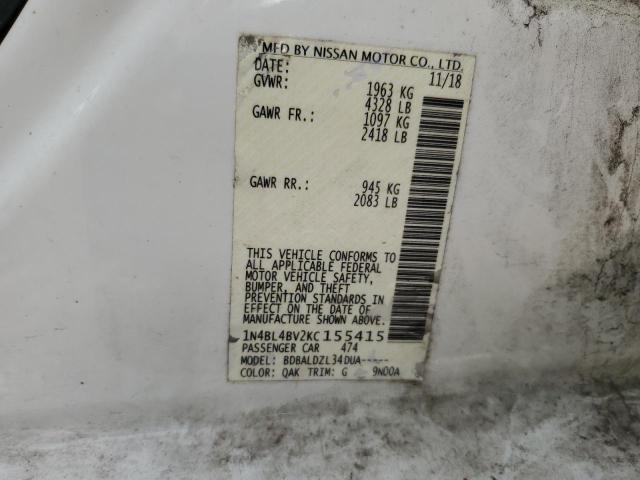 MFD BY NISSAN MOTOR CO., LTD.
DATE: 11/18
GVWR: 1963 KG
4328 LB
GAWR FR.: 1097 KG
2418 LB
GAWR RR.: 945 KG
2083 LB
THIS VEHICLE CONFORMS TO
ALL APPLICABLE FEDERAL
MOTOR VEHICLE SAFETY,
BUMPER, AND THEFT
PREVENTION STANDARDS IN
EFFECT ON THE DATE OF
MANUFACTURE SHOWN ABOVE.
1N4BL4BV2KC155415
PASSENGER CAR 474
MODEL: BDBALDZL34DUA-----
COLOR: QAK TRIM: G 9N00A